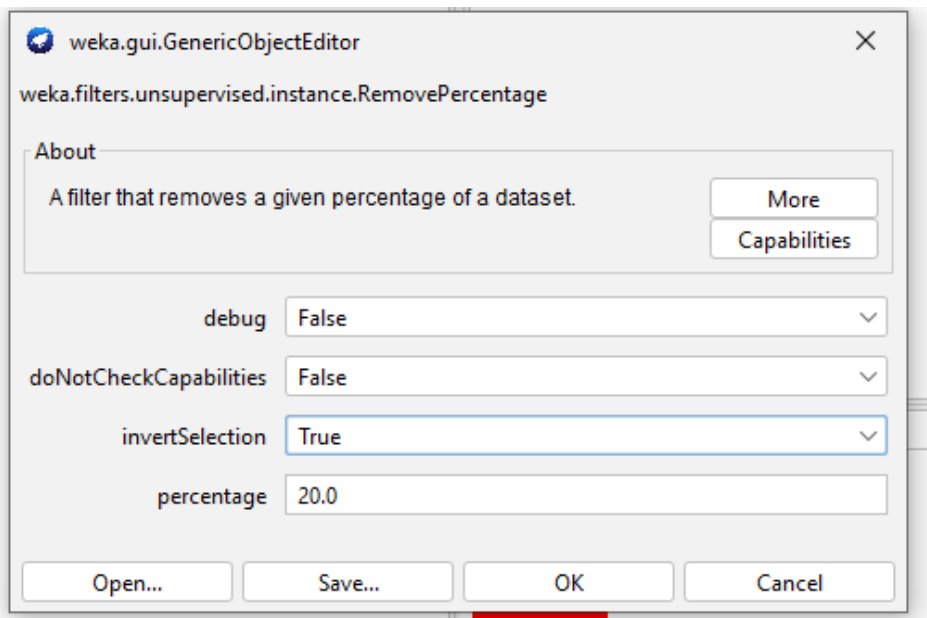 weka.gui.GenericObjectEditor
weka.filters.unsupervised.instance.RemovePercentage
About
A filter that removes a given percentage of a dataset.
More
Capabilities
debug False
doNotCheckCapabilities False
invertSelection True
percentage 20.0
Open... Save... OK Cancel